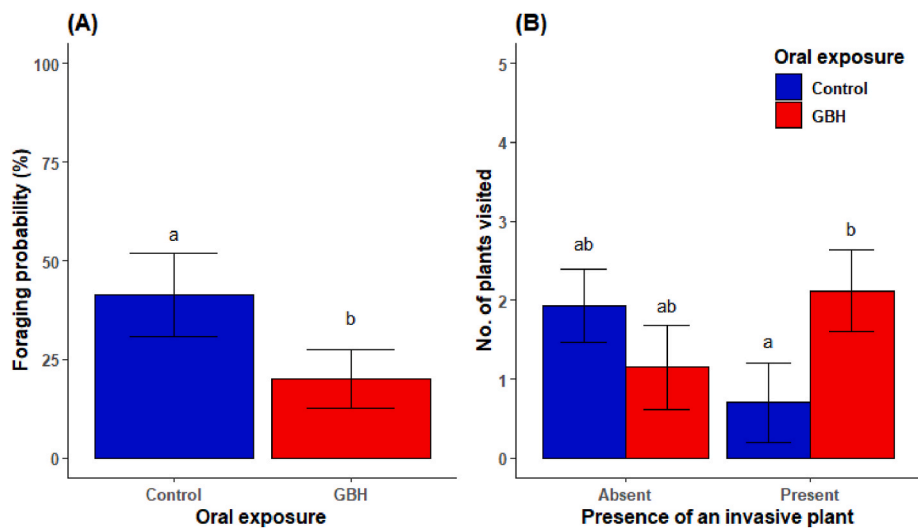 (A)
Foraging probability (%)
100
75
50
25
0
a
b
Control
GBH
Oral exposure
(B)
No. of plants visited
5
4
3
2
1
0
Oral exposure
Control
GBH
ab
ab
a
b
Absent
Present
Presence of an invasive plant